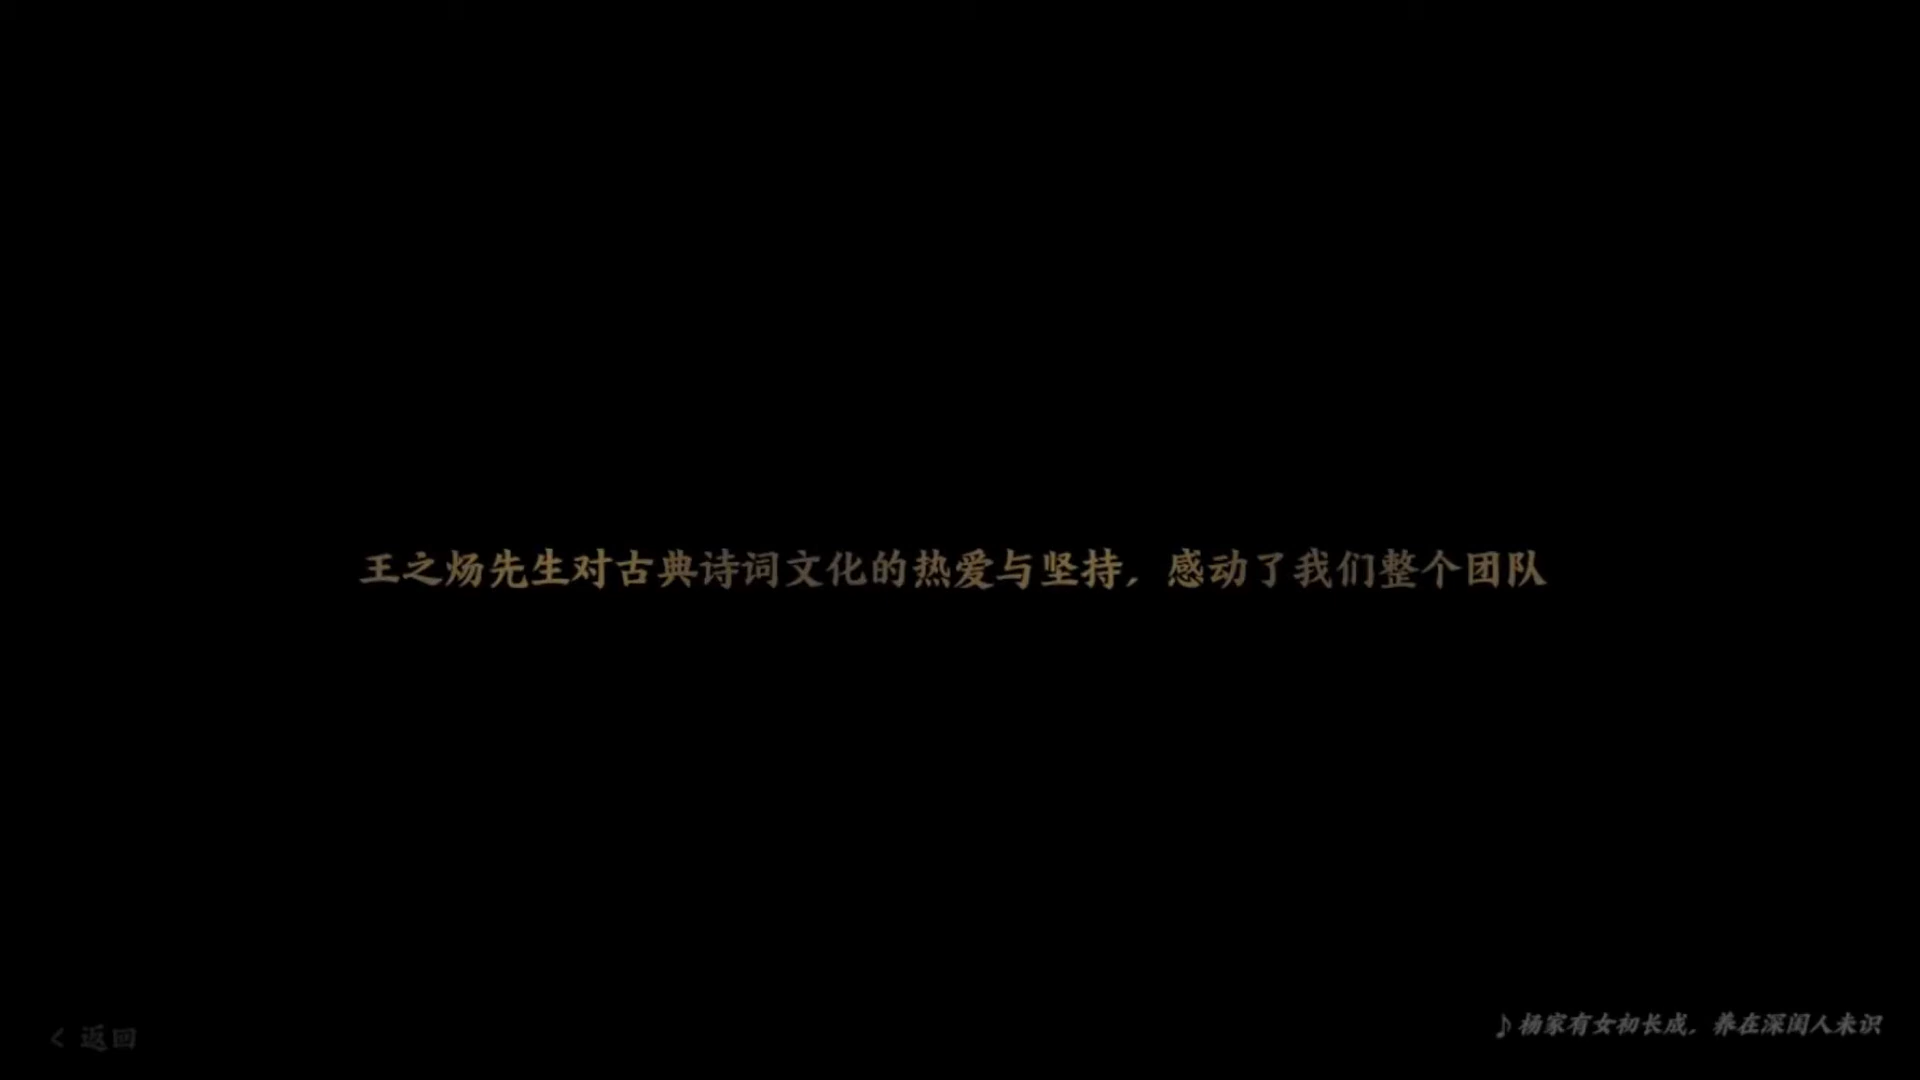 王之炀先生对古典诗词文化的热爱与坚持，感动了我们整个团队
♪杨家有女初长成，养在深闺人未识
< 返回